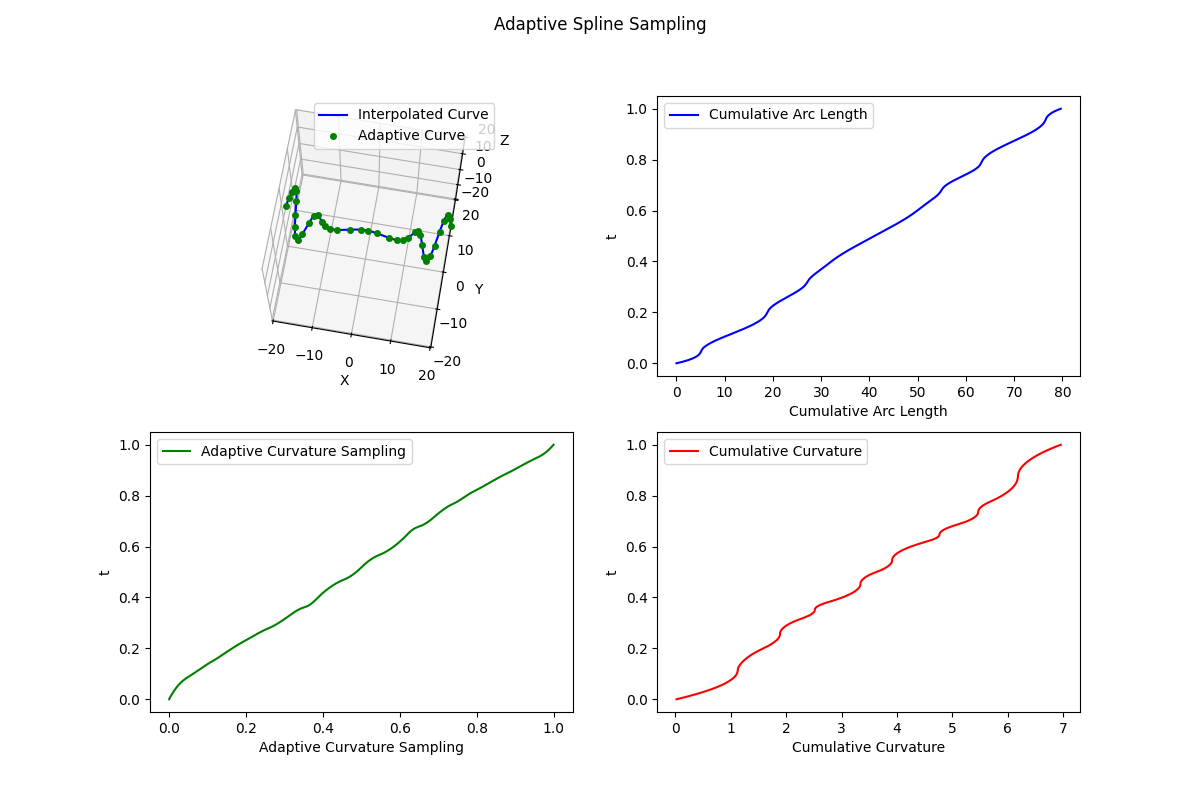 Adaptive Spline Sampling
Interpolated Curve
Adaptive Curve
20
10
0
−10
−20
Z
20
10
0
−10
−20
Y
−20
−10
0
10
20
X
Cumulative Arc Length
1.0
0.8
0.6
0.4
0.2
0.0
t
0 10 20 30 40 50 60 70 80
Cumulative Arc Length
Adaptive Curvature Sampling
1.0
0.8
0.6
0.4
0.2
0.0
t
0.0 0.2 0.4 0.6 0.8 1.0
Adaptive Curvature Sampling
Cumulative Curvature
1.0
0.8
0.6
0.4
0.2
0.0
t
0 1 2 3 4 5 6 7
Cumulative Curvature